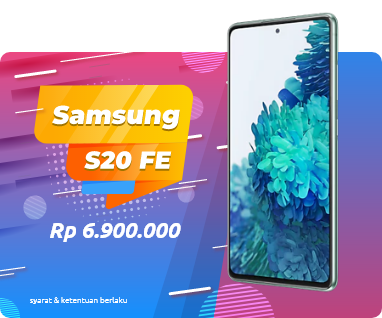 Samsung
S20 FE
Rp 6.900.000
syarat & ketentuan berlaku